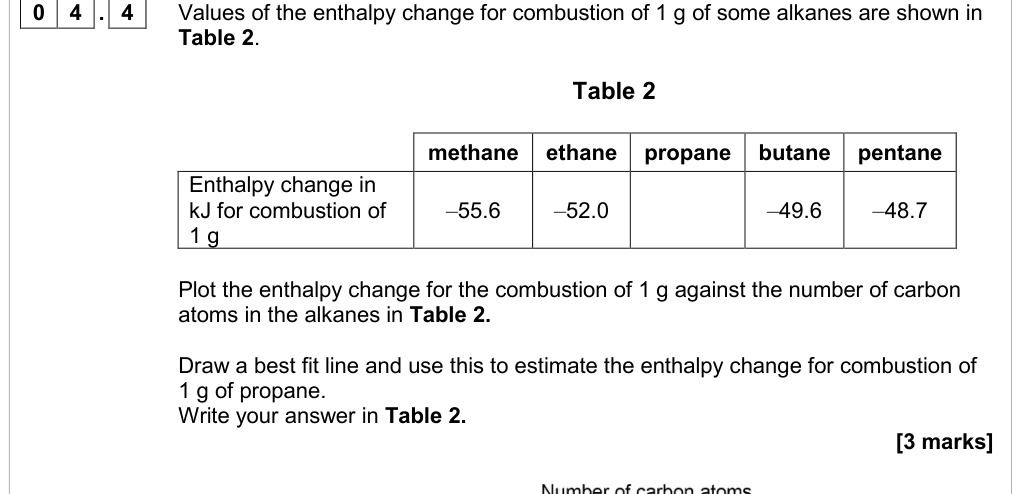 0 4 . 4 Values of the enthalpy change for combustion of 1 g of some alkanes are shown in
Table 2.
Table 2
methane ethane propane butane pentane
Enthalpy change in
kJ for combustion of –55.6 –52.0 –49.6 –48.7
1 g
Plot the enthalpy change for the combustion of 1 g against the number of carbon
atoms in the alkanes in Table 2.
Draw a best fit line and use this to estimate the enthalpy change for combustion of
1 g of propane.
Write your answer in Table 2.
[3 marks]
Number of carbon atoms